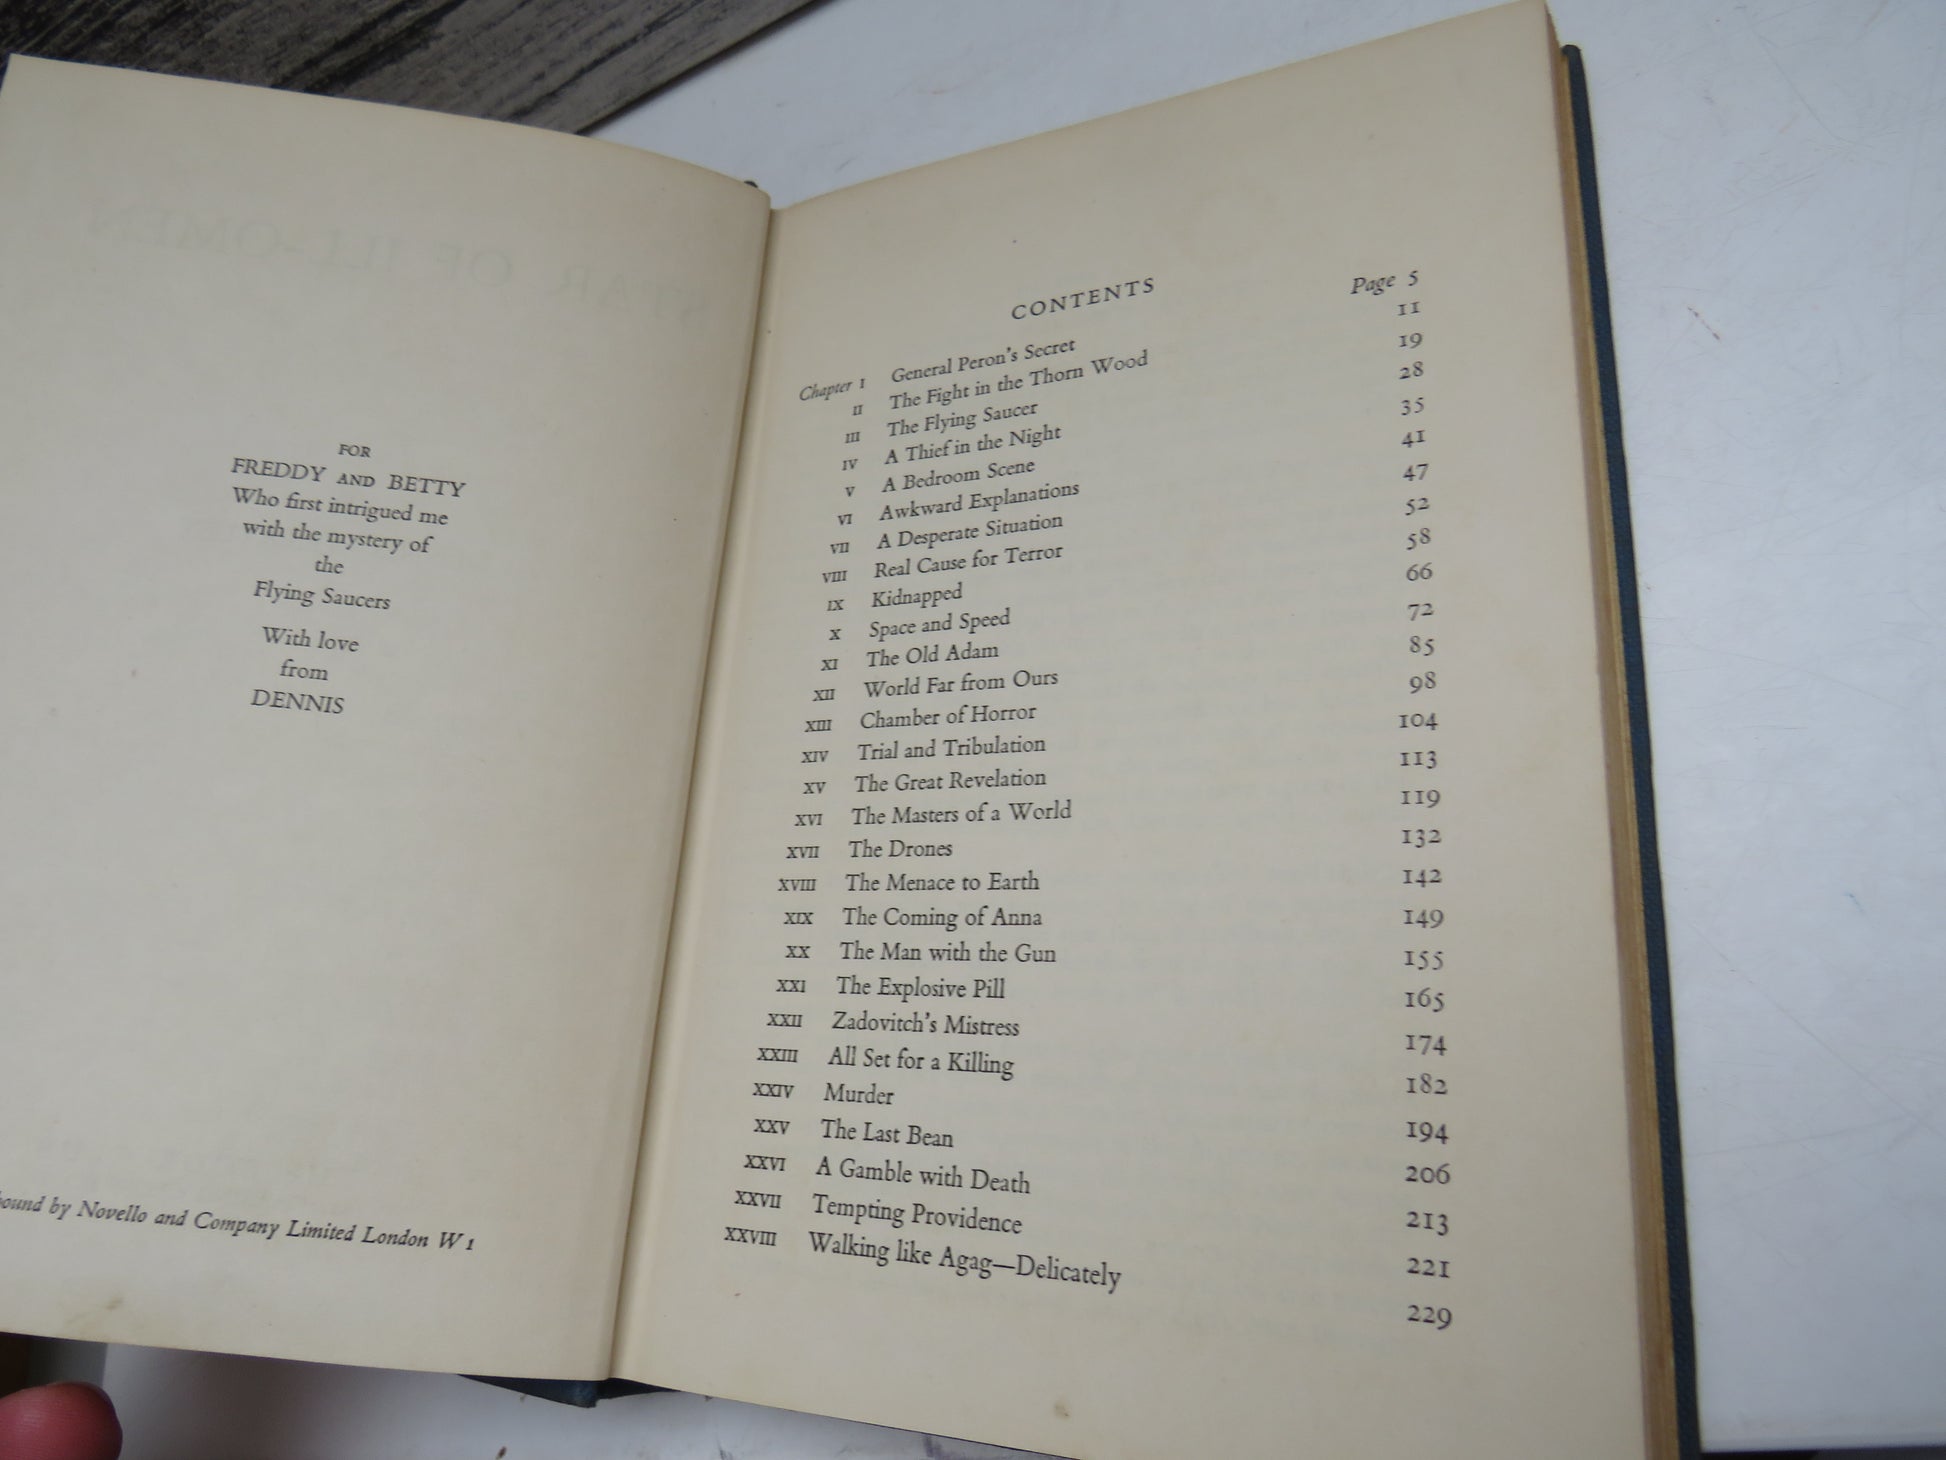 STAR OF ILL-OMEN
FOR
FREDDY AND BETTY
Who first intrigued me
with the mystery of
the
Flying Saucers
With love
from
DENNIS
bound by Novello and Company Limited London W1
CONTENTS
Chapter I General Peron's Secret Page 5
II The Fight in the Thorn Wood 11
III The Flying Saucer 19
IV A Thief in the Night 28
V A Bedroom Scene 35
VI Awkward Explanations 41
VII A Desperate Situation 47
VIII Real Cause for Terror 52
IX Kidnapped 58
X Space and Speed 66
XI The Old Adam 72
XII World Far from Ours 85
XIII Chamber of Horror 98
XIV Trial and Tribulation 104
XV The Great Revelation 113
XVI The Masters of a World 119
XVII The Drones 132
XVIII The Menace to Earth 142
XIX The Coming of Anna 149
XX The Man with the Gun 155
XXI The Explosive Pill 165
XXII Zadovitch's Mistress 174
XXIII All Set for a Killing 182
XXIV Murder 194
XXV The Last Bean 206
XXVI A Gamble with Death 213
XXVII Tempting Providence 221
XXVIII Walking like Agag—Delicately 229